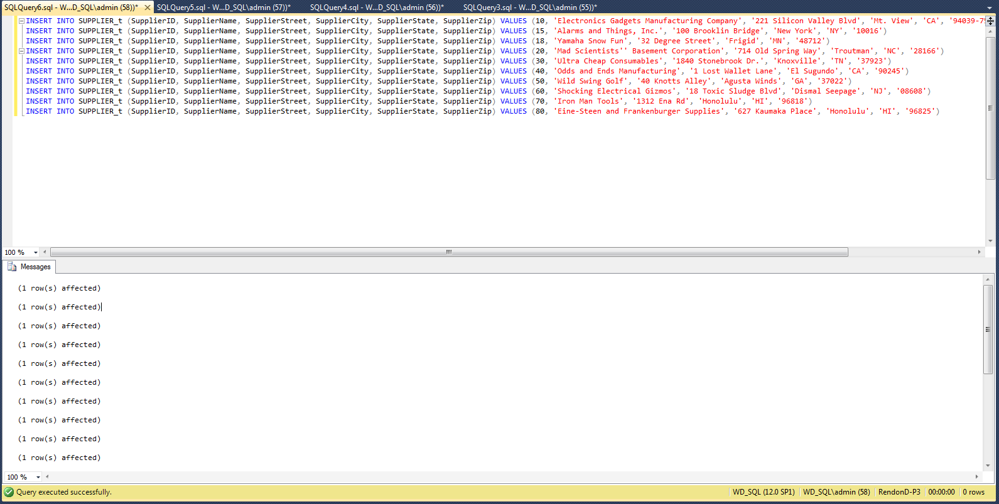 SQLQuery6.sql - W...D_SQL\admin (58))* SQLQuery5.sql - W...D_SQL\admin (57))* SQLQuery4.sql - W...D_SQL\admin (56))* SQLQuery3.sql - W...D_SQL\admin (55))*
INSERT INTO SUPPLIER_t (SupplierID, SupplierName, SupplierStreet, SupplierCity, SupplierState, SupplierZip) VALUES (10, 'Electronics Gadgets Manufacturing Company', '221 Silicon Valley Blvd', 'Mt. View', 'CA', '94039-7
INSERT INTO SUPPLIER_t (SupplierID, SupplierName, SupplierStreet, SupplierCity, SupplierState, SupplierZip) VALUES (15, 'Alarms and Things, Inc.', '100 Brooklin Bridge', 'New York', 'NY', '10016')
INSERT INTO SUPPLIER_t (SupplierID, SupplierName, SupplierStreet, SupplierCity, SupplierState, SupplierZip) VALUES (18, 'Yamaha Snow Fun', '32 Degree Street', 'Frigid', 'MN', '48712')
INSERT INTO SUPPLIER_t (SupplierID, SupplierName, SupplierStreet, SupplierCity, SupplierState, SupplierZip) VALUES (20, 'Mad Scientists'' Basement Corporation', '714 Old Spring Way', 'Troutman', 'NC', '28166')
INSERT INTO SUPPLIER_t (SupplierID, SupplierName, SupplierStreet, SupplierCity, SupplierState, SupplierZip) VALUES (30, 'Ultra Cheap Consumables', '1840 Stonebrook Dr.', 'Knoxville', 'TN', '37923')
INSERT INTO SUPPLIER_t (SupplierID, SupplierName, SupplierStreet, SupplierCity, SupplierState, SupplierZip) VALUES (40, 'Odds and Ends Manufacturing', '1 Lost Wallet Lane', 'El Sugundo', 'CA', '90245')
INSERT INTO SUPPLIER_t (SupplierID, SupplierName, SupplierStreet, SupplierCity, SupplierState, SupplierZip) VALUES (50, 'Wild Swing Golf', '40 Knotts Alley', 'Agusta Winds', 'GA', '37022')
INSERT INTO SUPPLIER_t (SupplierID, SupplierName, SupplierStreet, SupplierCity, SupplierState, SupplierZip) VALUES (60, 'Shocking Electrical Gizmos', '18 Toxic Sludge Blvd', 'Dismal Seepage', 'NJ', '08608')
INSERT INTO SUPPLIER_t (SupplierID, SupplierName, SupplierStreet, SupplierCity, SupplierState, SupplierZip) VALUES (70, 'Iron Man Tools', '1312 Ena Rd', 'Honolulu', 'HI', '96818')
INSERT INTO SUPPLIER_t (SupplierID, SupplierName, SupplierStreet, SupplierCity, SupplierState, SupplierZip) VALUES (80, 'Eine-Steen and Frankenburger Supplies', '627 Kaumaka Place', 'Honolulu', 'HI', '96825')
100 %
Messages
(1 row(s) affected)
(1 row(s) affected)
(1 row(s) affected)
(1 row(s) affected)
(1 row(s) affected)
(1 row(s) affected)
(1 row(s) affected)
(1 row(s) affected)
(1 row(s) affected)
(1 row(s) affected)
100 %
Query executed successfully. WD_SQL (12.0 SP1) WD_SQL\admin (58) RendonD-P3 00:00:00 0 rows